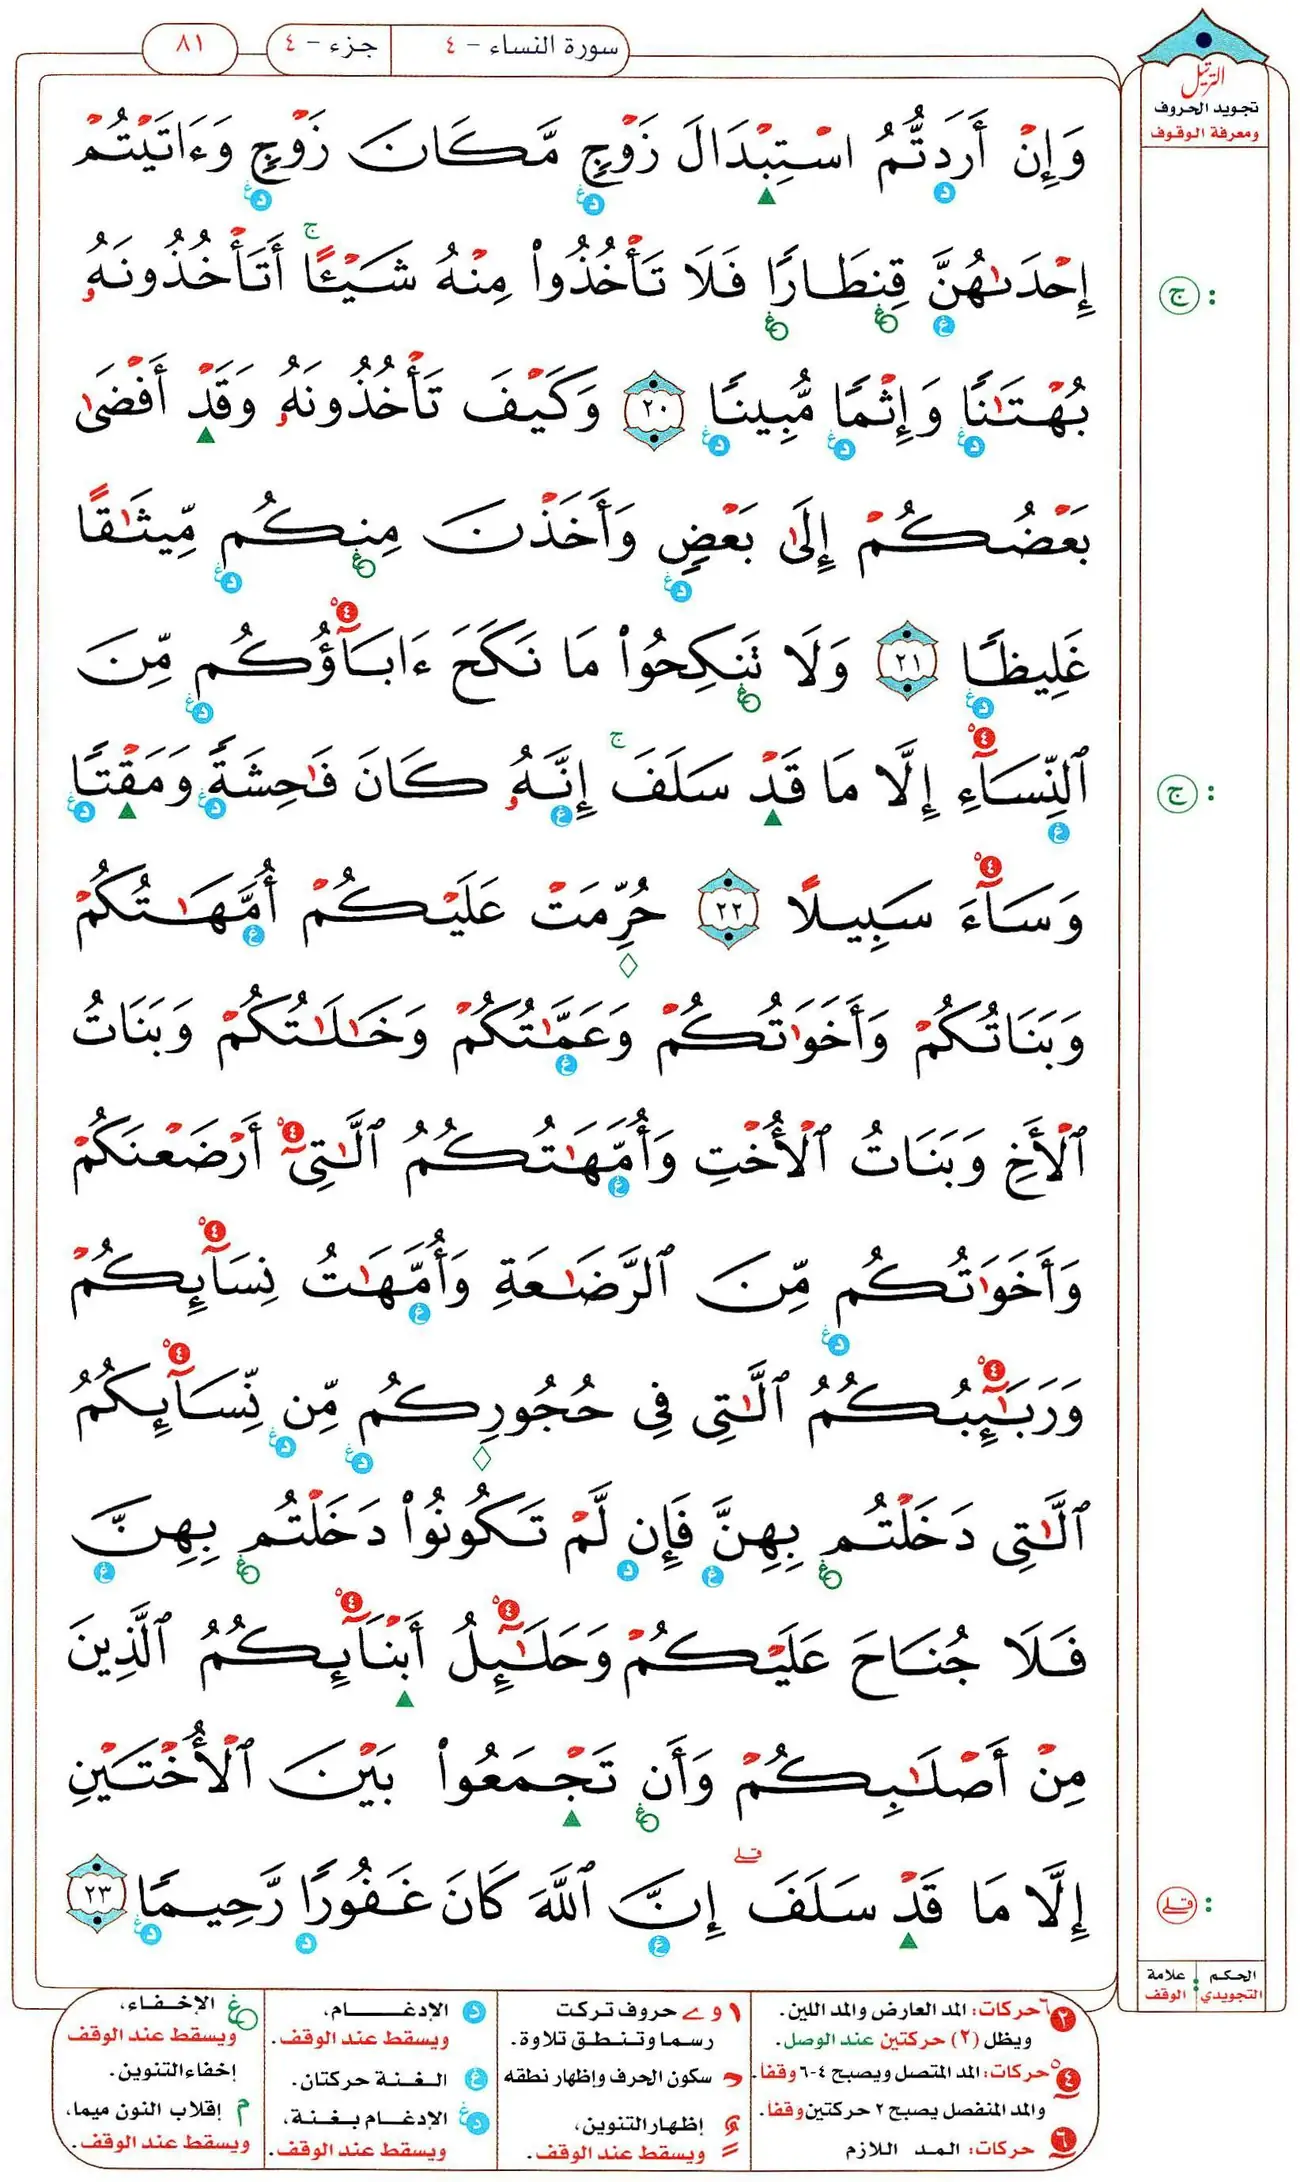 سورة النساء - ٤
جزء - ٤
٨١
الترتيل
تجويد الحروف
ومعرفة الوقوف
وَإِنْ أَرَدتُّمُ ٱسْتِبْدَالَ زَوْجٍ مَّكَانَ زَوْجٍ وَءَاتَيْتُمْ
إِحْدَىٰهُنَّ قِنطَارًا فَلَا تَأْخُذُوا۟ مِنْهُ شَيْـًٔا ۚ أَتَأْخُذُونَهُۥ
بُهْتَـٰنًا وَإِثْمًا مُّبِينًا ٢٠ وَكَيْفَ تَأْخُذُونَهُۥ وَقَدْ أَفْضَىٰ
بَعْضُكُمْ إِلَىٰ بَعْضٍ وَأَخَذْنَ مِنكُم مِّيثَـٰقًا
غَلِيظًا ٢١ وَلَا تَنكِحُوا۟ مَا نَكَحَ ءَابَآؤُكُم مِّنَ
ٱلنِّسَآءِ إِلَّا مَا قَدْ سَلَفَ ۚ إِنَّهُۥ كَانَ فَـٰحِشَةً وَمَقْتًا
وَسَآءَ سَبِيلًا ٢٢ حُرِّمَتْ عَلَيْكُمْ أُمَّهَـٰتُكُمْ
وَبَنَاتُكُمْ وَأَخَوَٰتُكُمْ وَعَمَّـٰتُكُمْ وَخَـٰلَـٰتُكُمْ وَبَنَاتُ
ٱلْأَخِ وَبَنَاتُ ٱلْأُخْتِ وَأُمَّهَـٰتُكُمُ ٱلَّـٰتِىٓ أَرْضَعْنَكُمْ
وَأَخَوَٰتُكُم مِّنَ ٱلرَّضَـٰعَةِ وَأُمَّهَـٰتُ نِسَآئِكُمْ
وَرَبَـٰٓئِبُكُمُ ٱلَّـٰتِى فِى حُجُورِكُم مِّن نِّسَآئِكُمُ
ٱلَّـٰتِى دَخَلْتُم بِهِنَّ فَإِن لَّمْ تَكُونُوا۟ دَخَلْتُم بِهِنَّ
فَلَا جُنَاحَ عَلَيْكُمْ وَحَلَـٰٓئِلُ أَبْنَآئِكُمُ ٱلَّذِينَ
مِنْ أَصْلَـٰبِكُمْ وَأَن تَجْمَعُوا۟ بَيْنَ ٱلْأُخْتَيْنِ
إِلَّا مَا قَدْ سَلَفَ ۗ إِنَّ ٱللَّهَ كَانَ غَفُورًا رَّحِيمًا ٢٣
: ج
: ج
: قلى
الحكم التجويدي : علامة الوقف
٢ ٦ حركات: المد العارض والمد اللين.
ويظل (٢) حركتين عند الوصل.
٤ ٥ حركات: المد المتصل ويصبح ٤-٦ وقفا.
والمد المنفصل يصبح ٢ حركتين وقفا.
٦ حركات: المد اللازم
ا و ے حروف تركت
رسما وتنطق تلاوة.
سكون الحرف وإظهار نطقه
إظهار التنوين،
ويسقط عند الوقف.
د الإدغام،
ويسقط عند الوقف.
غ الغنة حركتان.
د غ الإدغام بغنة،
ويسقط عند الوقف
غ الإخفاء،
ويسقط عند الوقف
إخفاء التنوين.
م إقلاب النون ميما،
ويسقط عند الوقف.